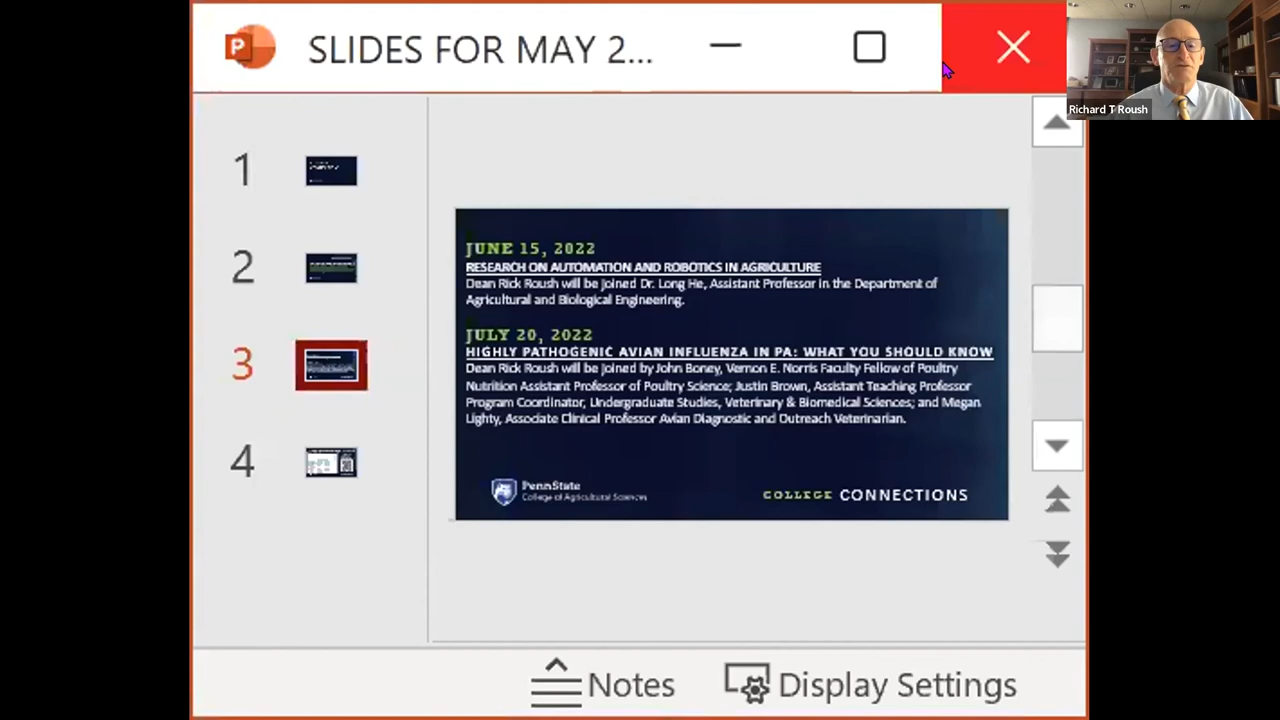 SLIDES FOR MAY 2...
Richard T Roush
1
2
3
4
JUNE 15, 2022
RESEARCH ON AUTOMATION AND ROBOTICS IN AGRICULTURE
Dean Rick Roush will be joined Dr. Long He, Assistant Professor in the Department of
Agricultural and Biological Engineering.
JULY 20, 2022
HIGHLY PATHOGENIC AVIAN INFLUENZA IN PA: WHAT YOU SHOULD KNOW
Dean Rick Roush will be joined by John Boney, Vernon E. Norris Faculty Fellow of Poultry
Nutrition Assistant Professor of Poultry Science; Justin Brown, Assistant Teaching Professor
Program Coordinator, Undergraduate Studies, Veterinary & Biomedical Sciences; and Megan
Lighty, Associate Clinical Professor Avian Diagnostic and Outreach Veterinarian.
PennState
College of Agricultural Sciences
COLLEGE CONNECTIONS
Notes
Display Settings